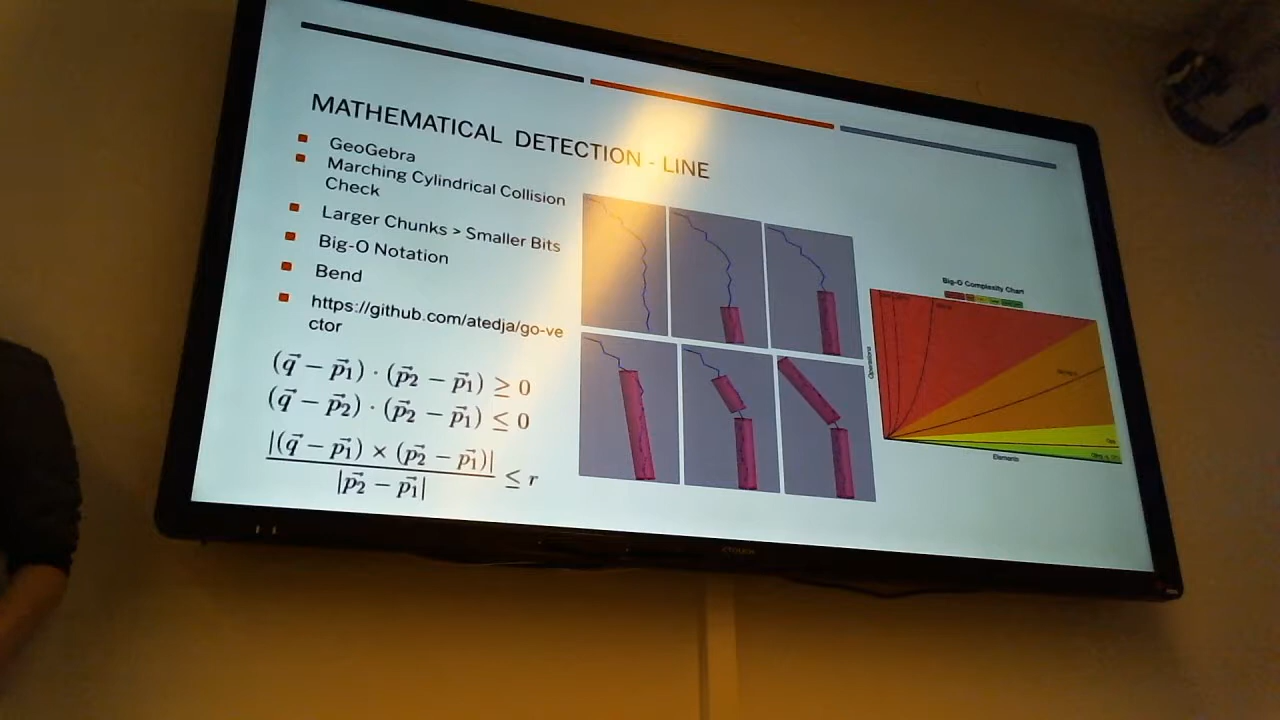 MATHEMATICAL DETECTION - LINE
GeoGebra
Marching Cylindrical Collision
Check
Larger Chunks > Smaller Bits
Big-O Notation
Bend
https://github.com/atedja/go-ve
ctor
(q⃗ − p⃗₁) · (p⃗₂ − p⃗₁) ≥ 0
(q⃗ − p⃗₂) · (p⃗₂ − p⃗₁) ≤ 0
|(q⃗ − p⃗₁) × (p⃗₂ − p⃗₁)|
|p⃗₂ − p⃗₁|
≤ r
Big-O Complexity Chart
Operations
Elements